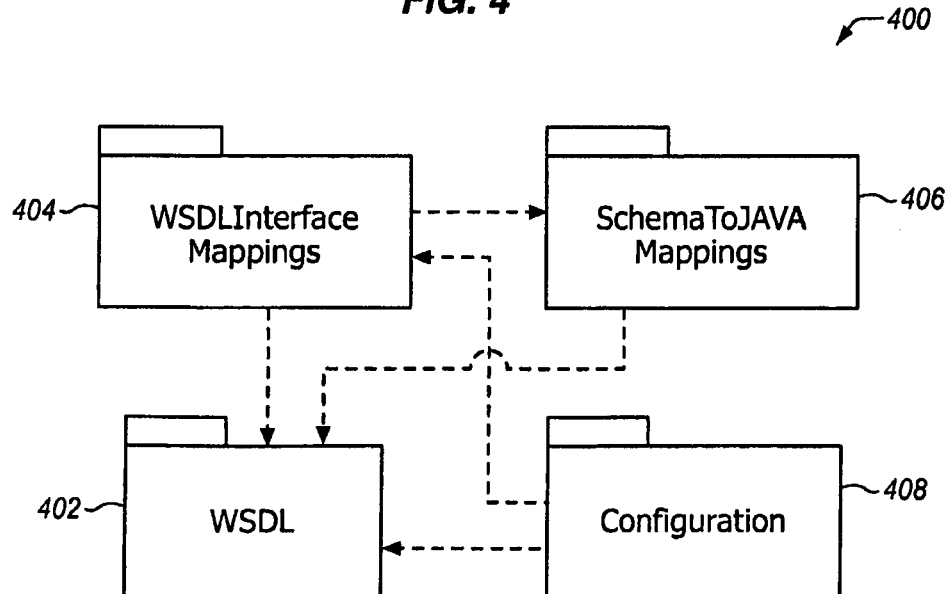 FIG. 4
400
404
WSDLInterface
Mappings
SchemaToJAVA
Mappings
406
402
WSDL
Configuration
408